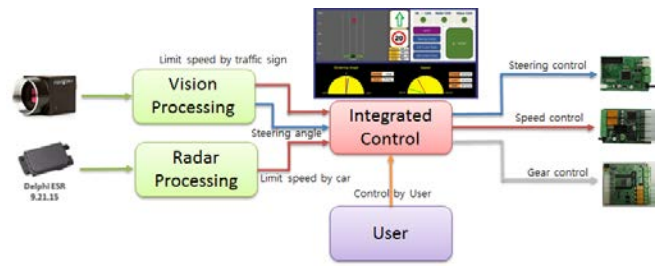 Limit speed by traffic sign
Vision
Processing
Steering angle
Radar
Processing
Limit speed by car
Delphi ESR
9.21.15
20
Integrated
Control
Control by User
User
Steering control
Speed control
Gear control